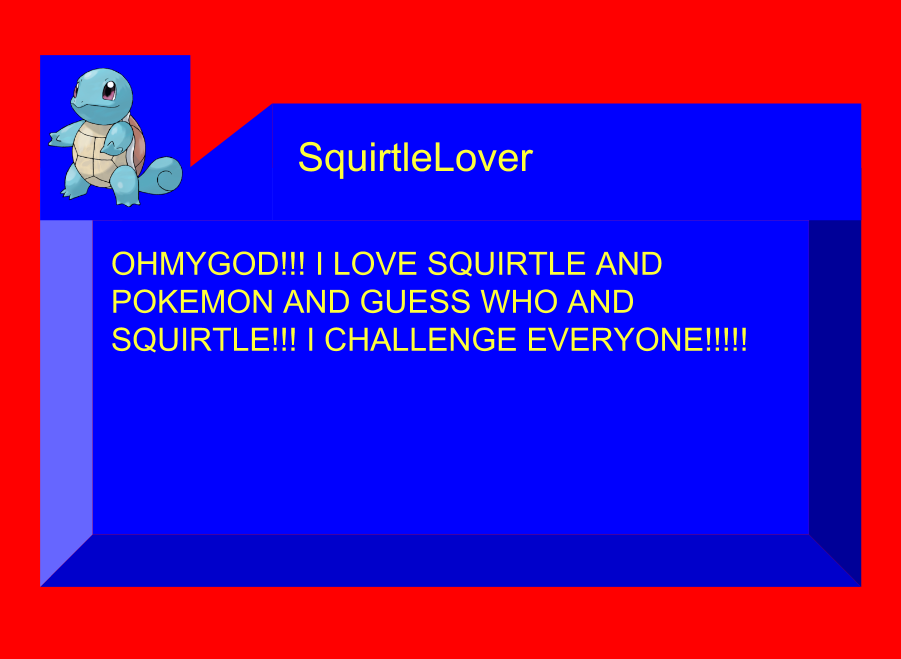 SquirtleLover
OHMYGOD!!! I LOVE SQUIRTLE AND
POKEMON AND GUESS WHO AND
SQUIRTLE!!! I CHALLENGE EVERYONE!!!!!